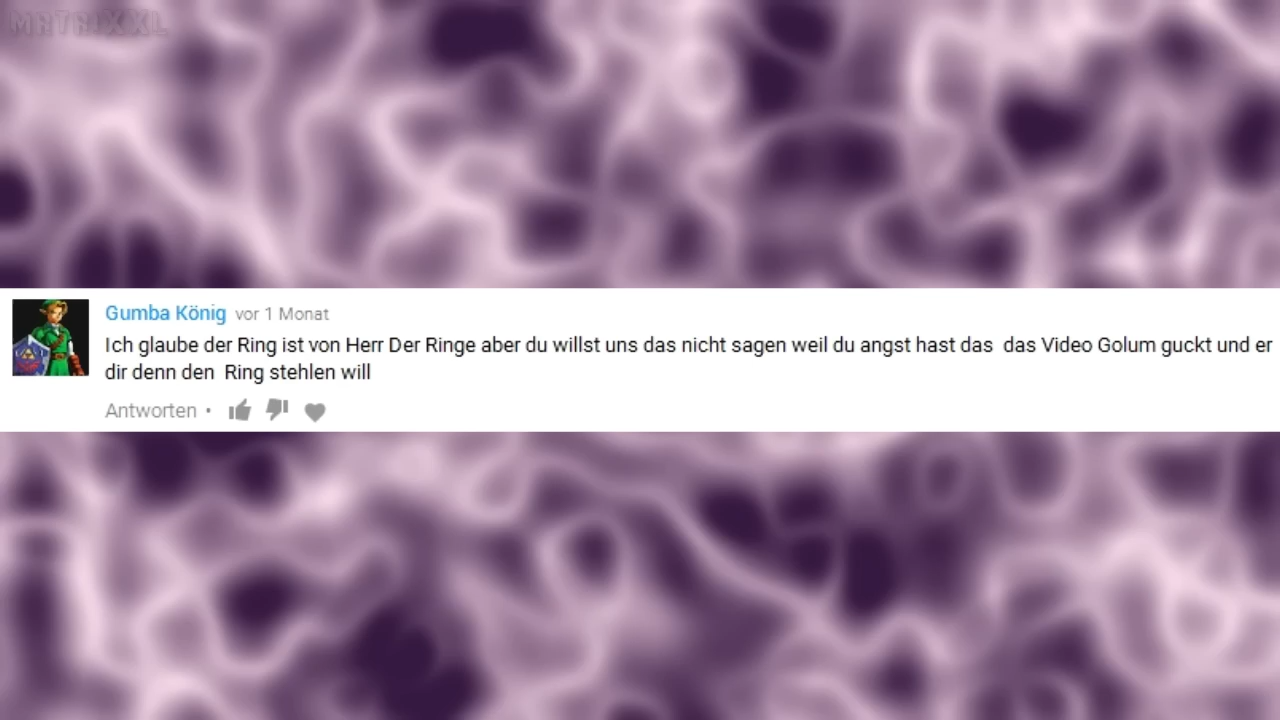 MRTRiXXL
Gumba König vor 1 Monat
Ich glaube der Ring ist von Herr Der Ringe aber du willst uns das nicht sagen weil du angst hast das  das Video Golum guckt und er
dir denn den  Ring stehlen will
Antworten •